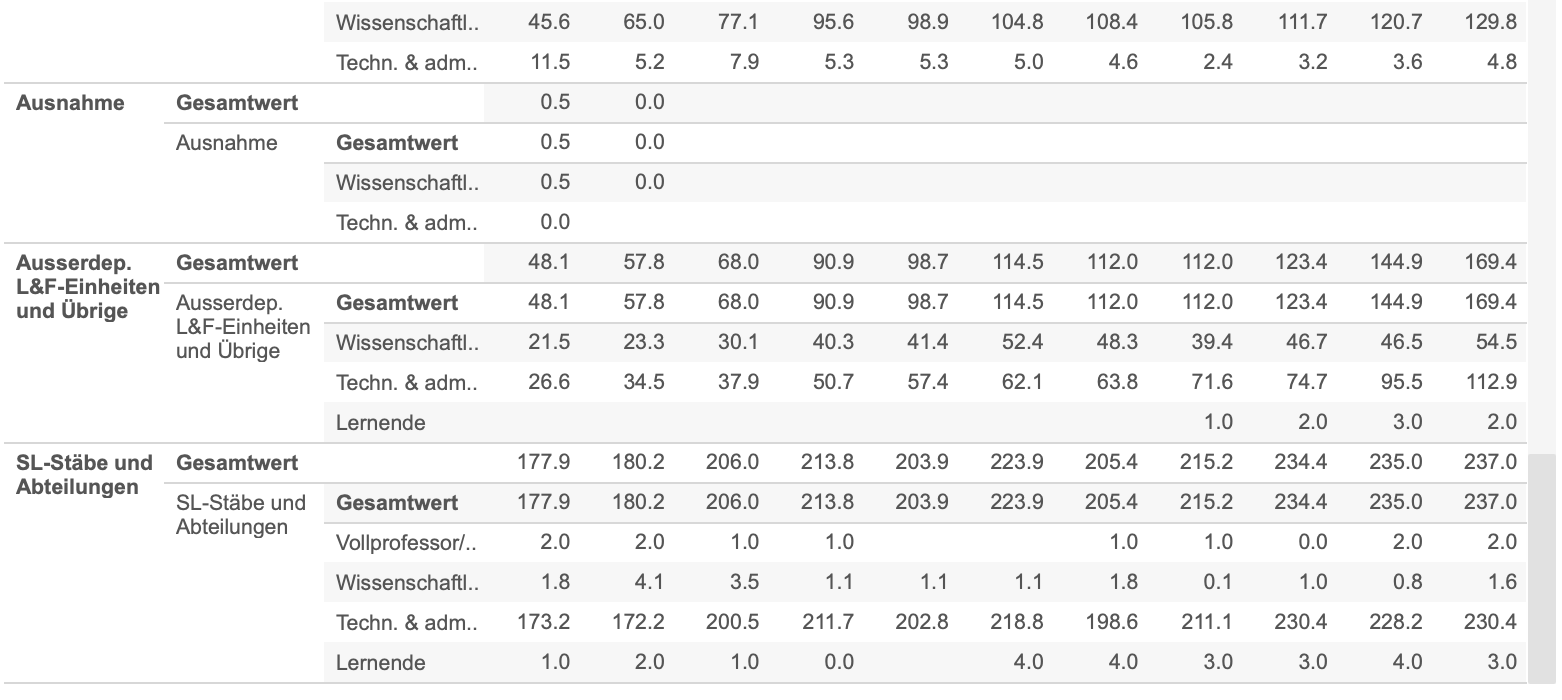 Wissenschaftl.. 45.6 65.0 77.1 95.6 98.9 104.8 108.4 105.8 111.7 120.7 129.8
Techn. & adm.. 11.5 5.2 7.9 5.3 5.3 5.0 4.6 2.4 3.2 3.6 4.8
Ausnahme Gesamtwert 0.5 0.0
Ausnahme Gesamtwert 0.5 0.0
Wissenschaftl.. 0.5 0.0
Techn. & adm.. 0.0
Ausserdep. Gesamtwert 48.1 57.8 68.0 90.9 98.7 114.5 112.0 112.0 123.4 144.9 169.4
L&F-Einheiten
und Übrige
Ausserdep. Gesamtwert 48.1 57.8 68.0 90.9 98.7 114.5 112.0 112.0 123.4 144.9 169.4
L&F-Einheiten
und Übrige
Wissenschaftl.. 21.5 23.3 30.1 40.3 41.4 52.4 48.3 39.4 46.7 46.5 54.5
Techn. & adm.. 26.6 34.5 37.9 50.7 57.4 62.1 63.8 71.6 74.7 95.5 112.9
Lernende 1.0 2.0 3.0 2.0
SL-Stäbe und Gesamtwert 177.9 180.2 206.0 213.8 203.9 223.9 205.4 215.2 234.4 235.0 237.0
Abteilungen
SL-Stäbe und Gesamtwert 177.9 180.2 206.0 213.8 203.9 223.9 205.4 215.2 234.4 235.0 237.0
Abteilungen
Vollprofessor/.. 2.0 2.0 1.0 1.0 1.0 1.0 0.0 2.0 2.0
Wissenschaftl.. 1.8 4.1 3.5 1.1 1.1 1.1 1.8 0.1 1.0 0.8 1.6
Techn. & adm.. 173.2 172.2 200.5 211.7 202.8 218.8 198.6 211.1 230.4 228.2 230.4
Lernende 1.0 2.0 1.0 0.0 4.0 4.0 3.0 3.0 4.0 3.0